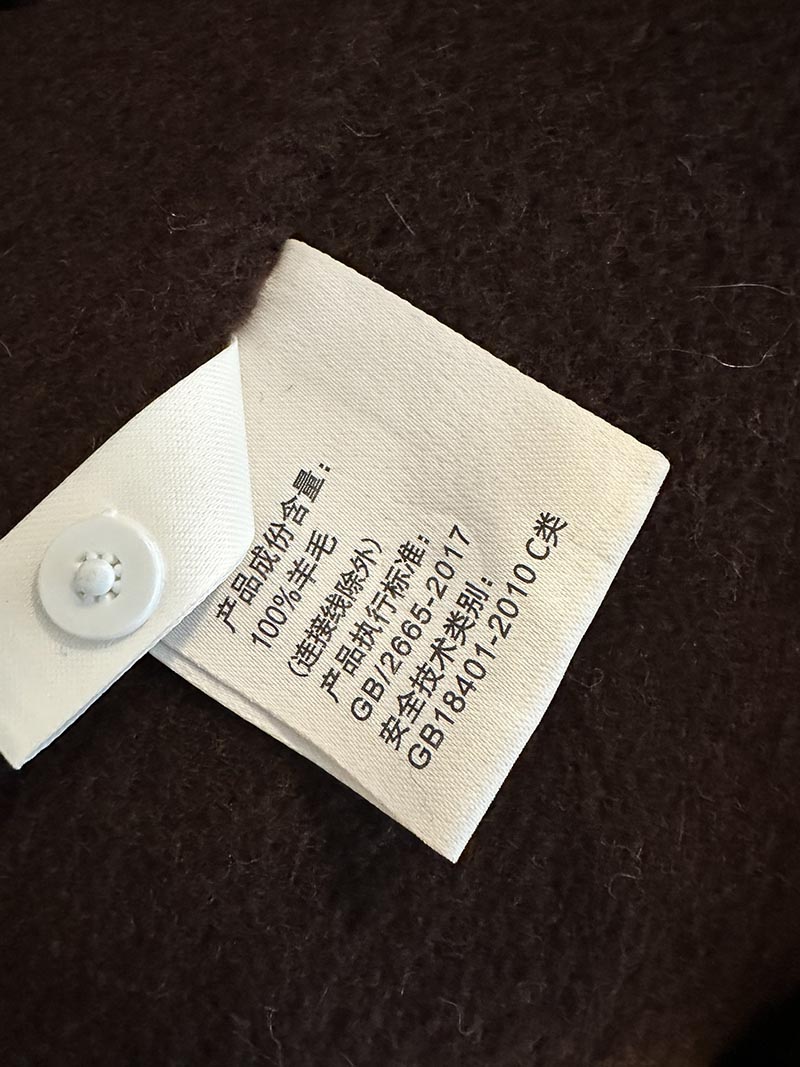 产品成份含量：
100%羊毛
（连接线除外）
产品执行标准：
GB/2665-2017
安全技术类别：
GB18401-2010 C类